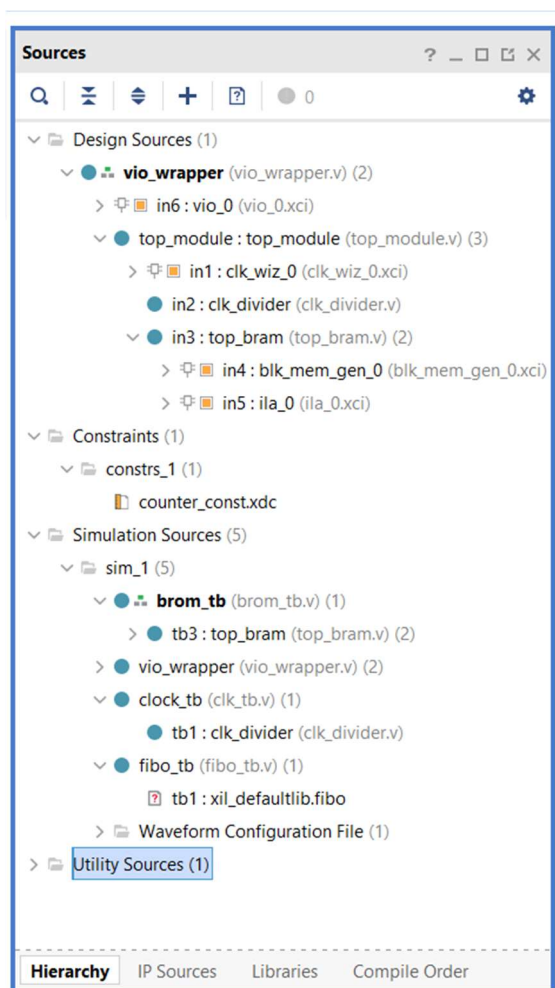 Sources
0
Design Sources (1)
vio_wrapper (vio_wrapper.v) (2)
in6 : vio_0 (vio_0.xci)
top_module : top_module (top_module.v) (3)
in1 : clk_wiz_0 (clk_wiz_0.xci)
in2 : clk_divider (clk_divider.v)
in3 : top_bram (top_bram.v) (2)
in4 : blk_mem_gen_0 (blk_mem_gen_0.xci)
in5 : ila_0 (ila_0.xci)
Constraints (1)
constrs_1 (1)
counter_const.xdc
Simulation Sources (5)
sim_1 (5)
brom_tb (brom_tb.v) (1)
tb3 : top_bram (top_bram.v) (2)
vio_wrapper (vio_wrapper.v) (2)
clock_tb (clk_tb.v) (1)
tb1 : clk_divider (clk_divider.v)
fibo_tb (fibo_tb.v) (1)
tb1 : xil_defaultlib.fibo
Waveform Configuration File (1)
Utility Sources (1)
Hierarchy IP Sources Libraries Compile Order